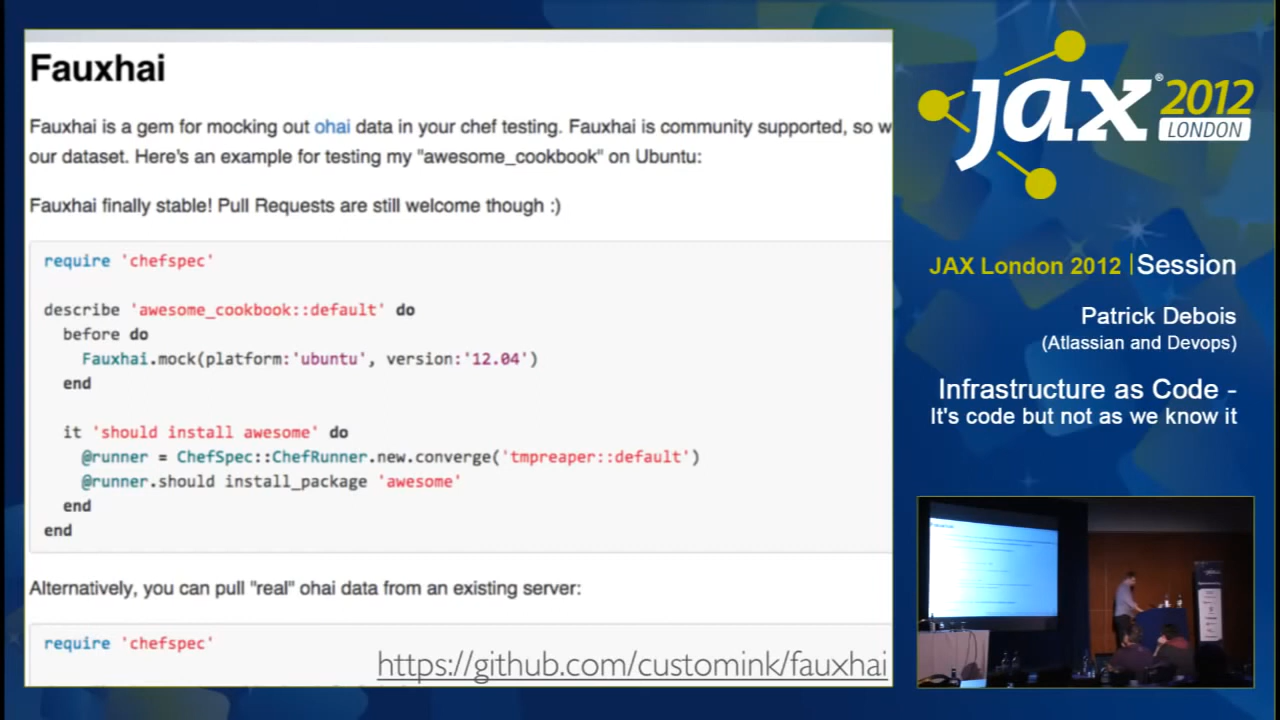 Fauxhai
Fauxhai is a gem for mocking out ohai data in your chef testing. Fauxhai is community supported, so w
our dataset. Here's an example for testing my "awesome_cookbook" on Ubuntu:
Fauxhai finally stable! Pull Requests are still welcome though :)
require 'chefspec'
describe 'awesome_cookbook::default' do
before do
Fauxhai.mock(platform:'ubuntu', version:'12.04')
end
it 'should install awesome' do
@runner = ChefSpec::ChefRunner.new.converge('tmpreaper::default')
@runner.should install_package 'awesome'
end
end
Alternatively, you can pull "real" ohai data from an existing server:
require 'chefspec'
https://github.com/customink/fauxhai
jax® 2012
LONDON
JAX London 2012 | Session
Patrick Debois
(Atlassian and Devops)
Infrastructure as Code -
It's code but not as we know it